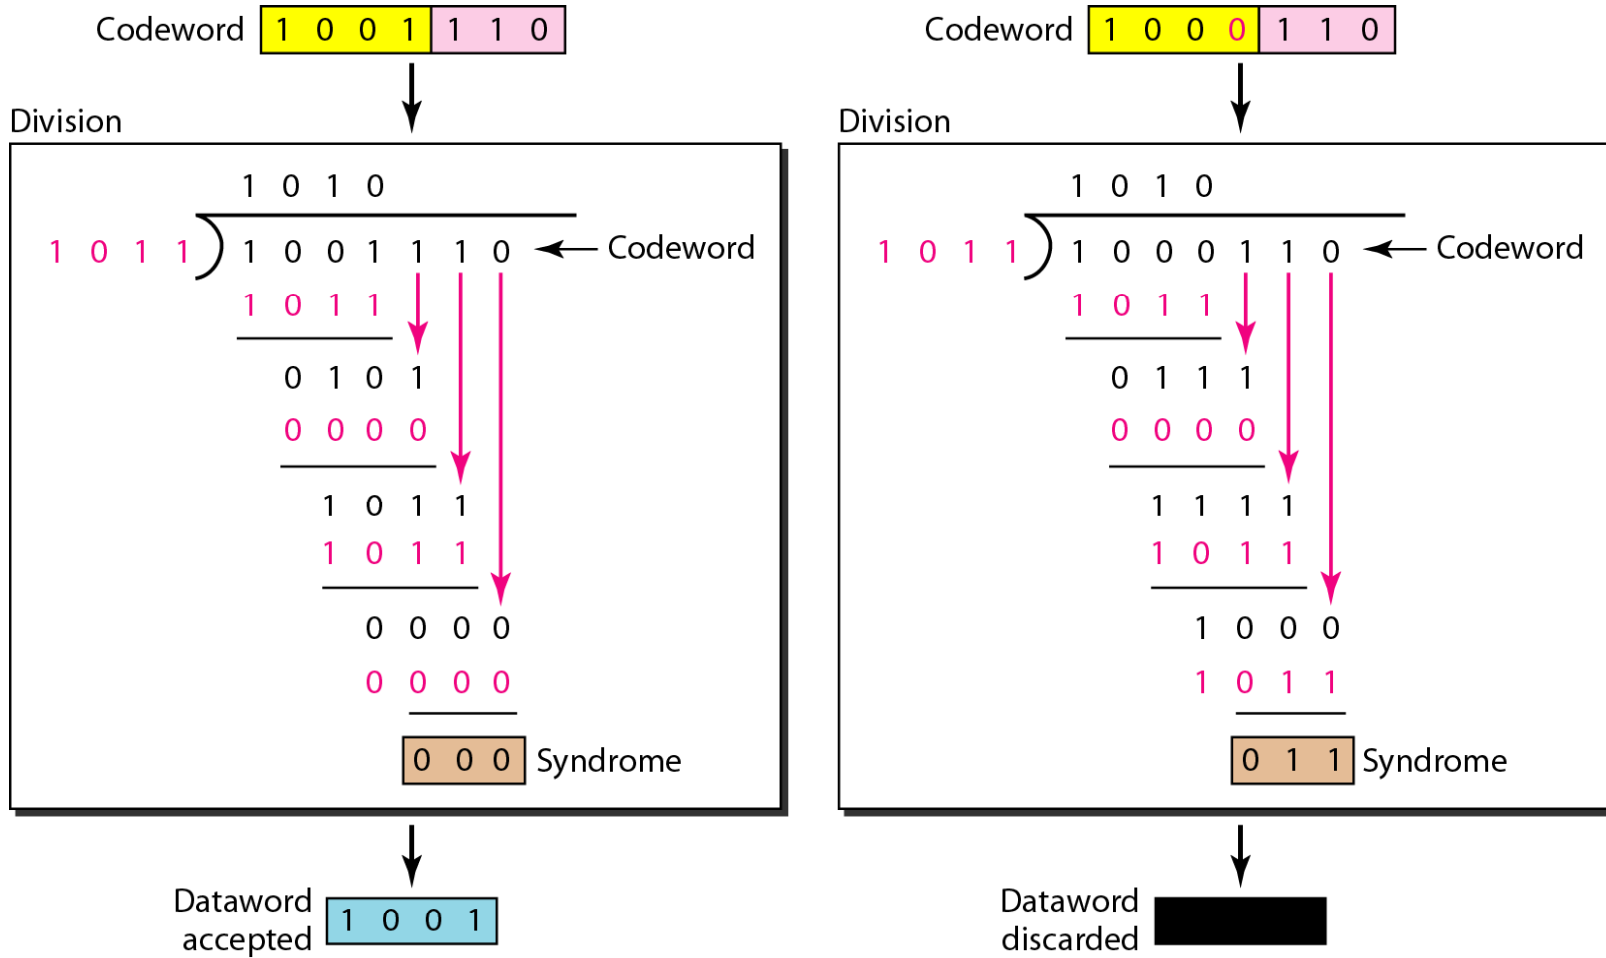 Codeword 1 0 0 1 1 1 0
Division
1 0 1 0
1 0 1 1 1 0 0 1 1 1 0 Codeword
1 0 1 1
0 1 0 1
0 0 0 0
1 0 1 1
1 0 1 1
0 0 0 0
0 0 0 0
0 0 0 Syndrome
Dataword
accepted 1 0 0 1
Codeword 1 0 0 0 1 1 0
Division
1 0 1 0
1 0 1 1 1 0 0 0 1 1 0 Codeword
1 0 1 1
0 1 1 1
0 0 0 0
1 1 1 1
1 0 1 1
1 0 0 0
1 0 1 1
0 1 1 Syndrome
Dataword
discarded